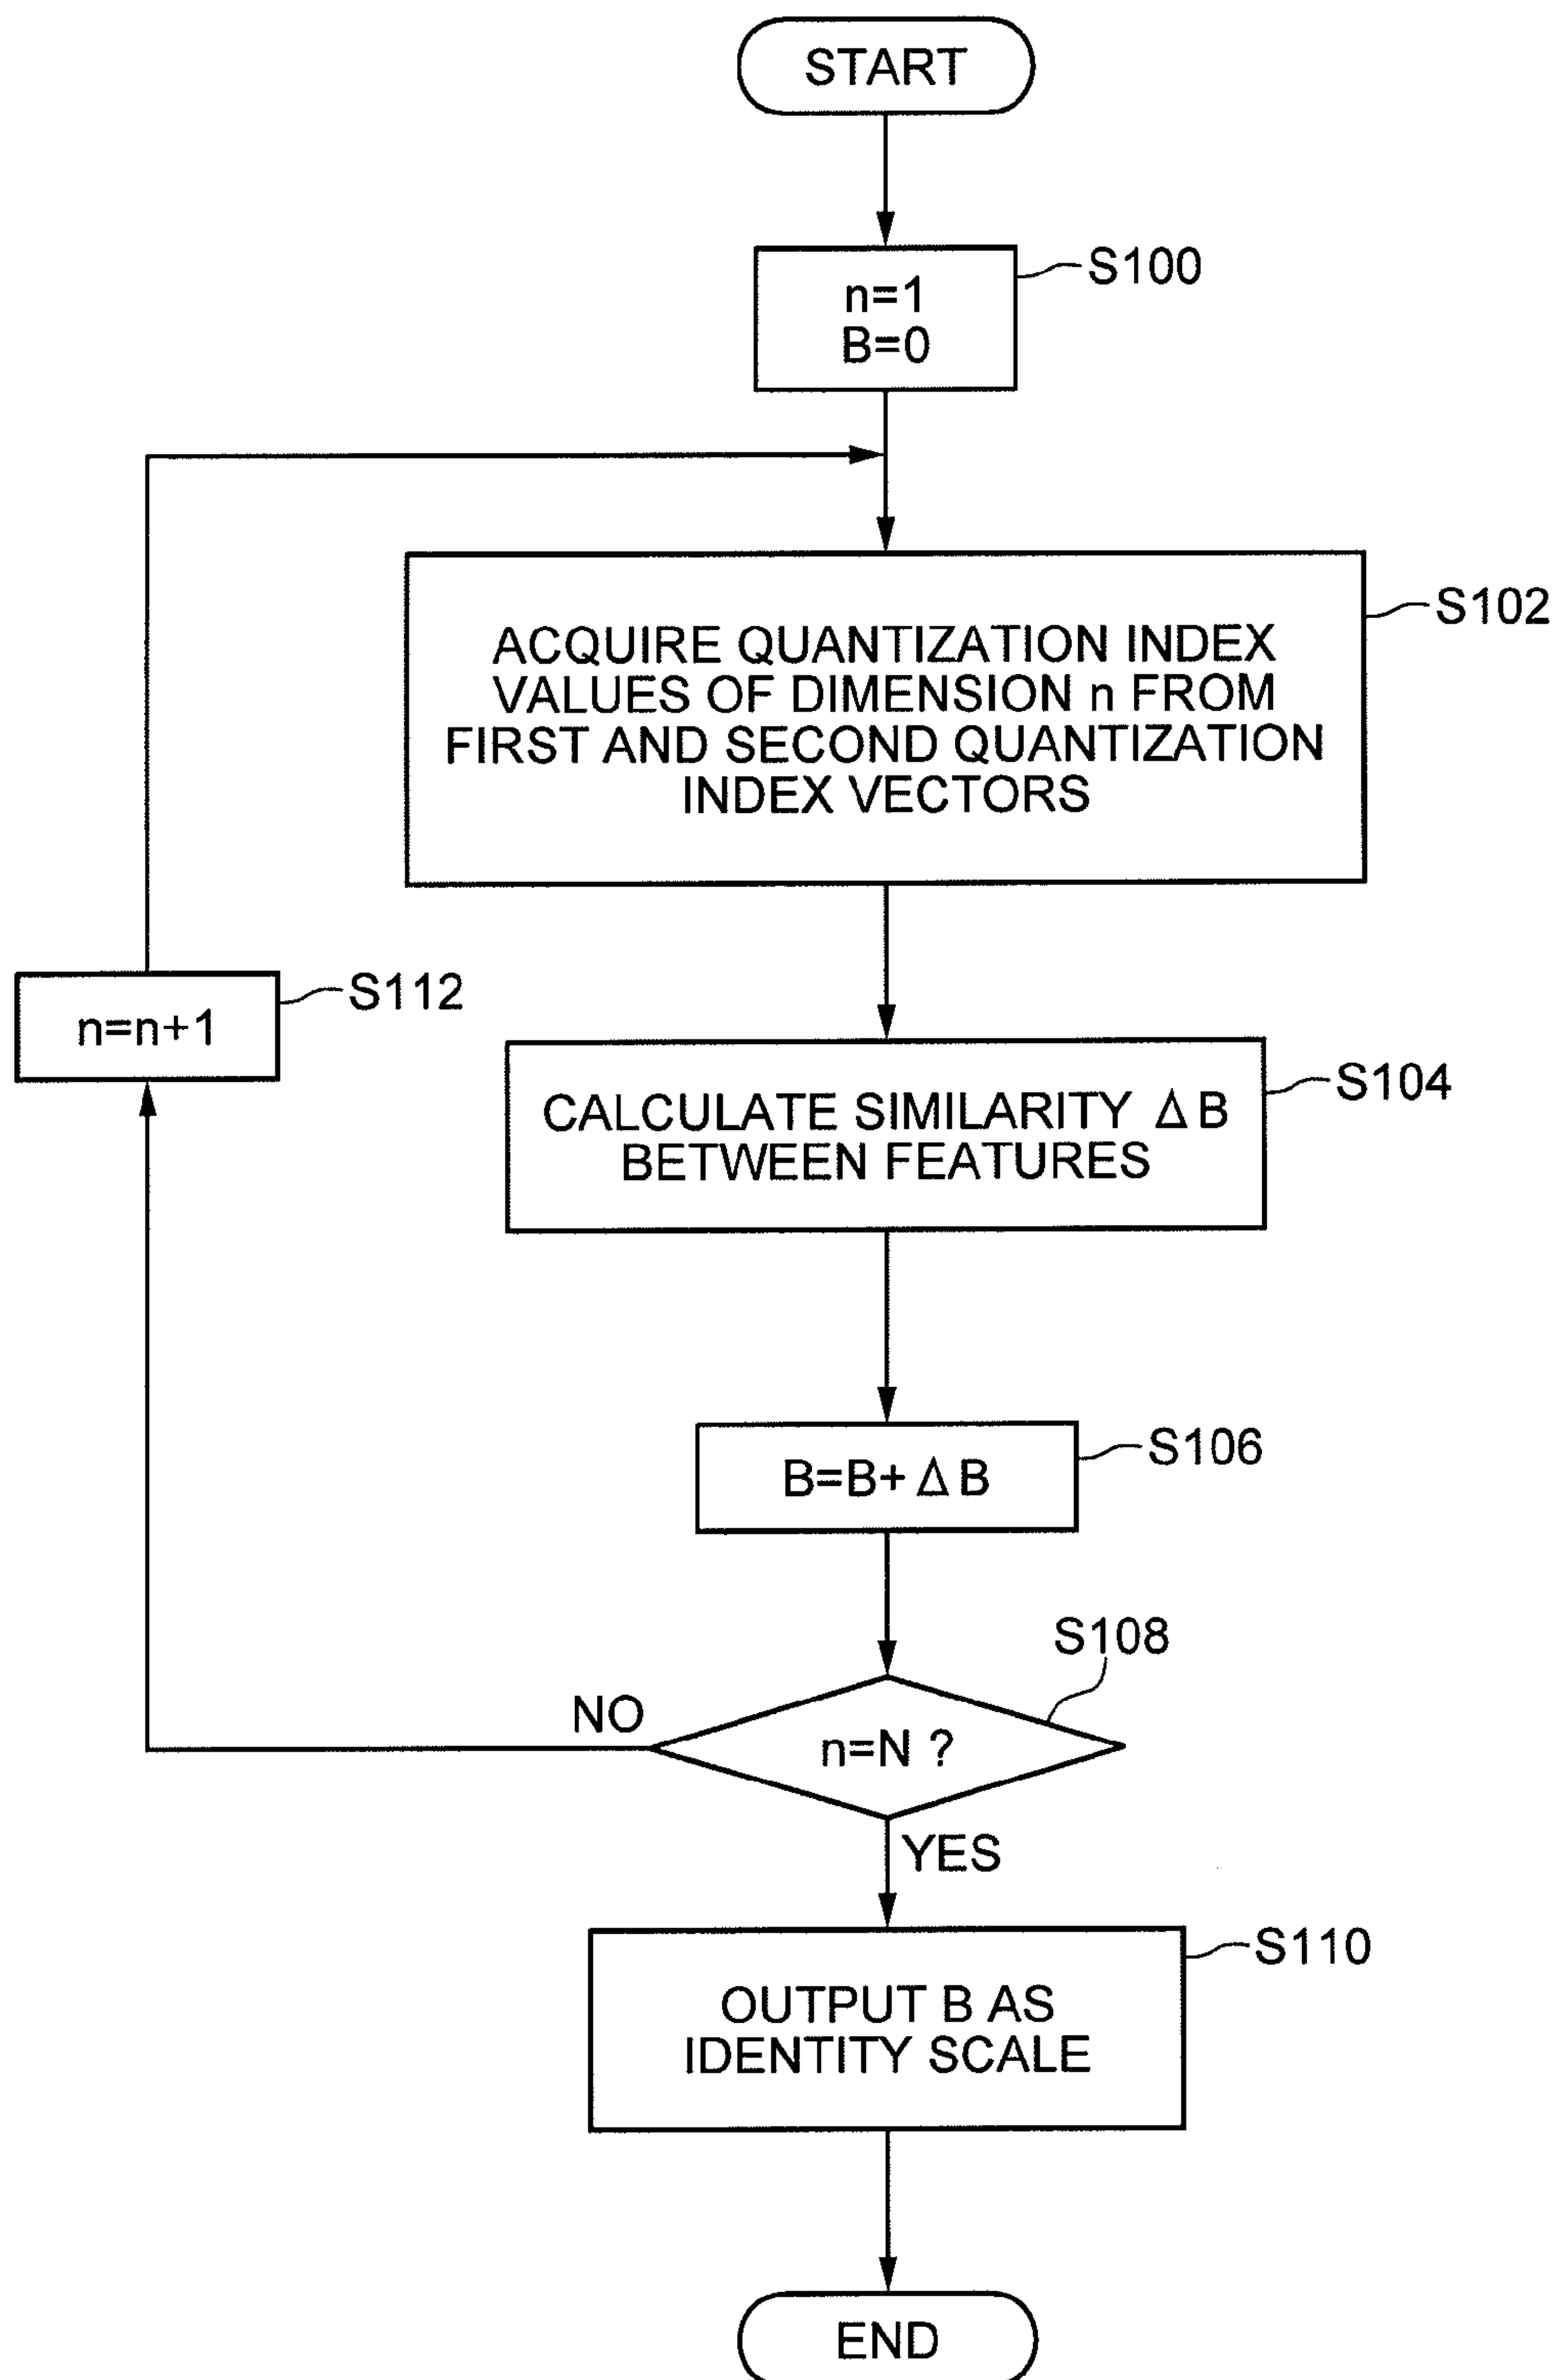 START
S100
n=1
B=0
S102
ACQUIRE QUANTIZATION INDEX
VALUES OF DIMENSION n FROM
FIRST AND SECOND QUANTIZATION
INDEX VECTORS
S112
n=n+1
S104
CALCULATE SIMILARITY ΔB
BETWEEN FEATURES
S106
B=B+ΔB
S108
NO
n=N ?
YES
S110
OUTPUT B AS
IDENTITY SCALE
END